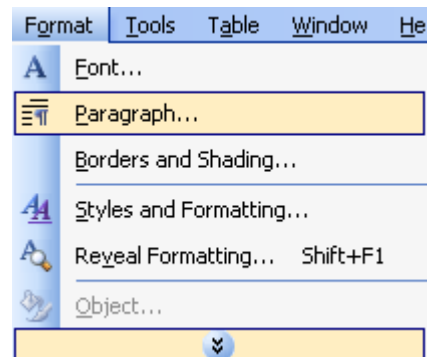 Format Tools Table Window He
Font...
Paragraph...
Borders and Shading...
Styles and Formatting...
Reveal Formatting... Shift+F1
Object...